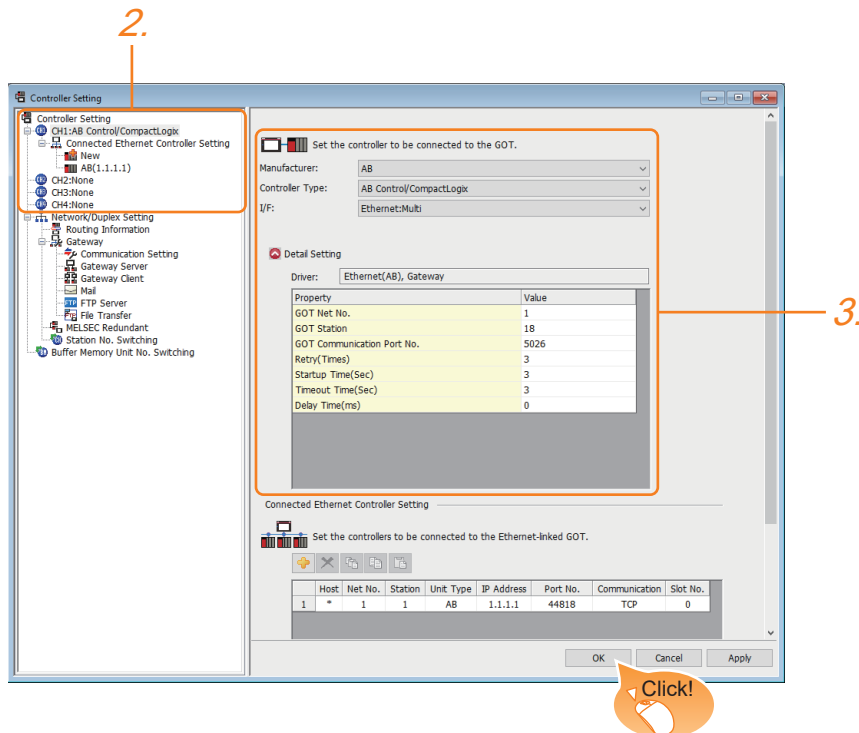 2.
Controller Setting
Controller Setting
CH1:AB Control/CompactLogix
Connected Ethernet Controller Setting
New
AB(1.1.1.1)
CH2:None
CH3:None
CH4:None
Network/Duplex Setting
Routing Information
Gateway
Communication Setting
Gateway Server
Gateway Client
Mail
FTP Server
File Transfer
MELSEC Redundant
Station No. Switching
Buffer Memory Unit No. Switching
Set the controller to be connected to the GOT.
Manufacturer: AB
Controller Type: AB Control/CompactLogix
I/F: Ethernet:Multi
Detail Setting
Driver: Ethernet(AB), Gateway
Property Value
GOT Net No. 1
GOT Station 18
GOT Communication Port No. 5026
Retry(Times) 3
Startup Time(Sec) 3
Timeout Time(Sec) 3
Delay Time(ms) 0
3.
Connected Ethernet Controller Setting
Set the controllers to be connected to the Ethernet-linked GOT.
Host Net No. Station Unit Type IP Address Port No. Communication Slot No.
1 * 1 1 AB 1.1.1.1 44818 TCP 0
OK Cancel Apply
Click!